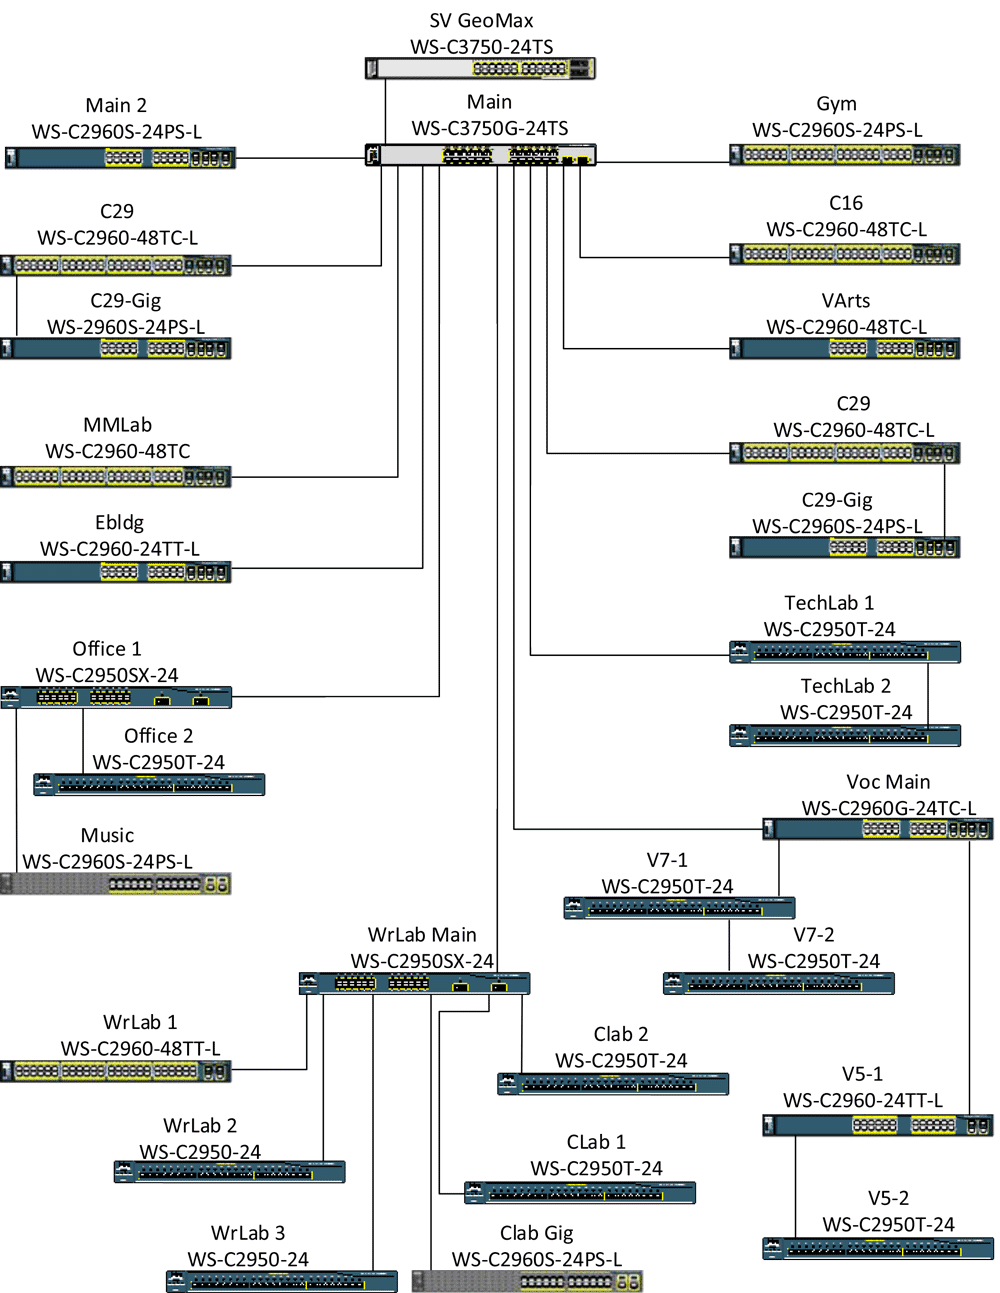 SV GeoMax
WS-C3750-24TS
Main
WS-C3750G-24TS
Main 2
WS-C2960S-24PS-L
Gym
WS-C2960S-24PS-L
C29
WS-C2960-48TC-L
C16
WS-C2960-48TC-L
C29-Gig
WS-2960S-24PS-L
VArts
WS-C2960-48TC-L
MMLab
WS-C2960-48TC
C29
WS-C2960-48TC-L
Ebldg
WS-C2960-24TT-L
C29-Gig
WS-C2960S-24PS-L
Office 1
WS-C2950SX-24
TechLab 1
WS-C2950T-24
Office 2
WS-C2950T-24
TechLab 2
WS-C2950T-24
Music
WS-C2960S-24PS-L
Voc Main
WS-C2960G-24TC-L
V7-1
WS-C2950T-24
WrLab Main
WS-C2950SX-24
V7-2
WS-C2950T-24
WrLab 1
WS-C2960-48TT-L
Clab 2
WS-C2950T-24
V5-1
WS-C2960-24TT-L
WrLab 2
WS-C2950-24
CLab 1
WS-C2950T-24
WrLab 3
WS-C2950-24
Clab Gig
WS-C2960S-24PS-L
V5-2
WS-C2950T-24